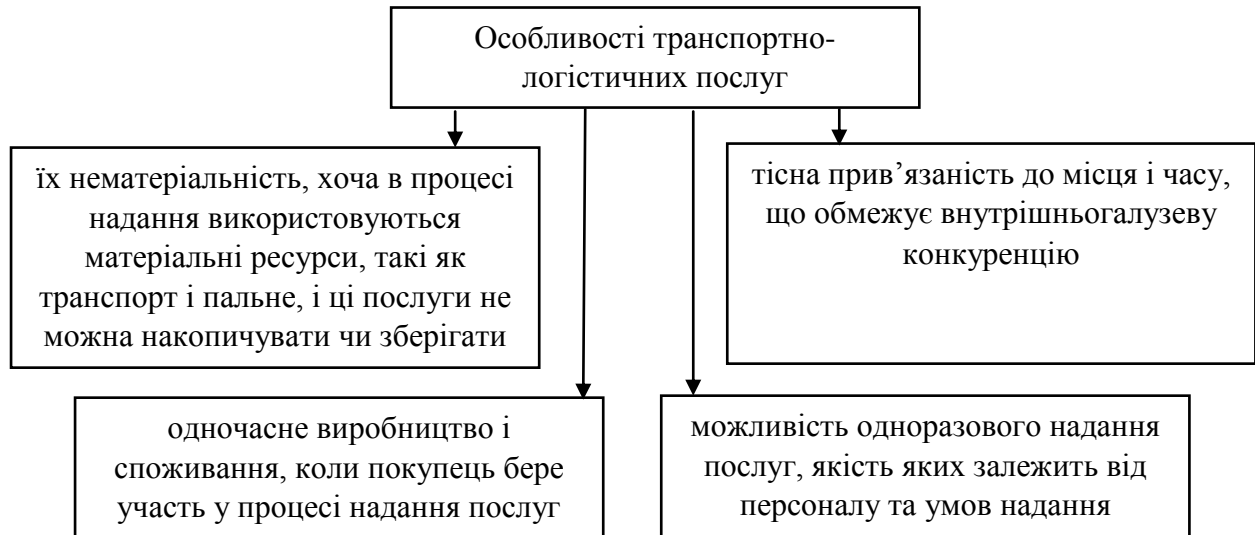 Особливості транспортно-
логістичних послуг
їх нематеріальність, хоча в процесі
надання використовуються
матеріальні ресурси, такі як
транспорт і пальне, і ці послуги не
можна накопичувати чи зберігати
тісна прив’язаність до місця і часу,
що обмежує внутрішньогалузеву
конкуренцію
одночасне виробництво і
споживання, коли покупець бере
участь у процесі надання послуг
можливість одноразового надання
послуг, якість яких залежить від
персоналу та умов надання